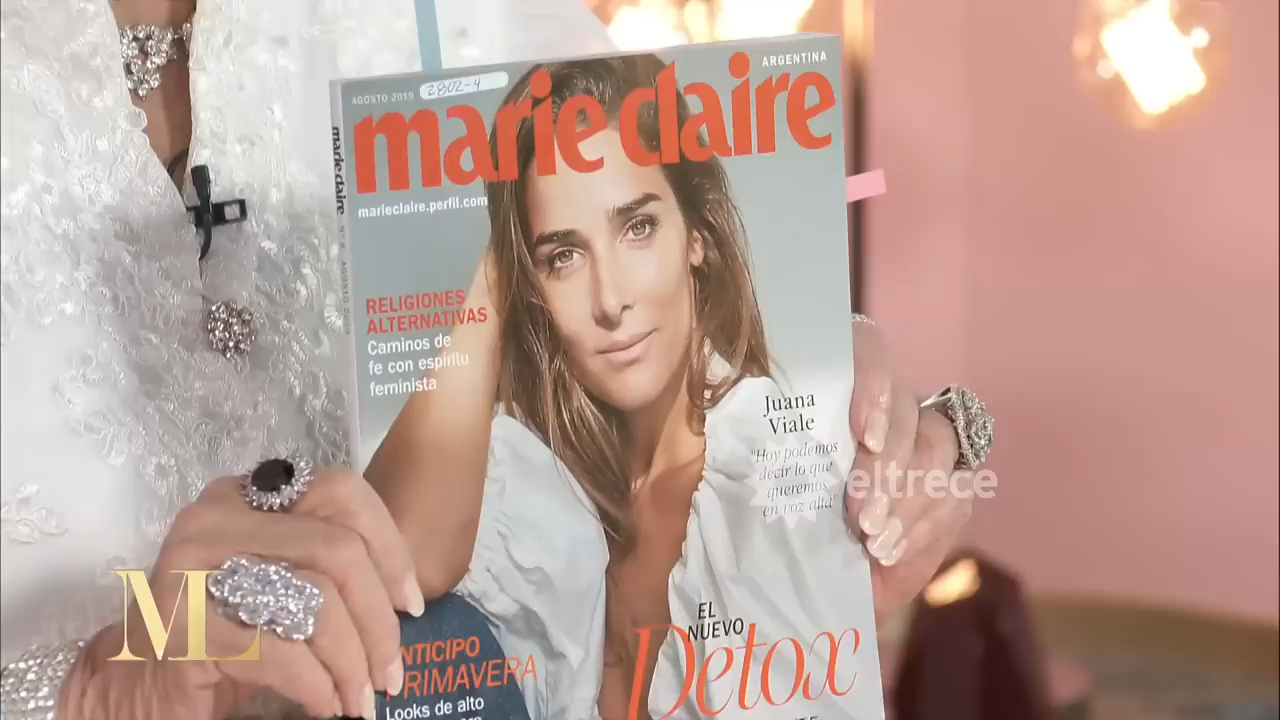 AGOSTO 2019
2802-4
ARGENTINA
marie claire
marieclaire.perfil.com
marie claire
RELIGIONES
ALTERNATIVAS
Caminos de
fe con espíritu
feminista
Juana
Viale
"Hoy podemos
decir lo que
queremos
en voz alta"
eltrece
EL
NUEVO
Detox
NTICIPO
PRIMAVERA
Looks de alto
ML